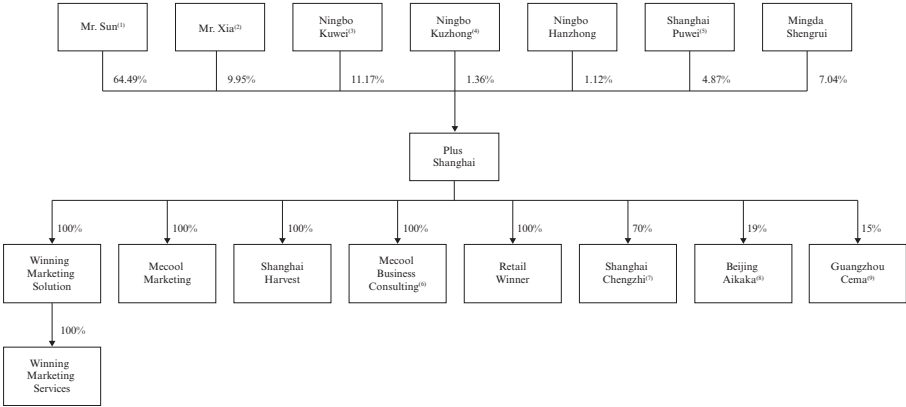 Mr. Sun(1)
Mr. Xia(2)
Ningbo
Kuwei(3)
Ningbo
Kuzhong(4)
Ningbo
Hanzhong
Shanghai
Puwei(5)
Mingda
Shengrui
64.49%
9.95%
11.17%
1.36%
1.12%
4.87%
7.04%
Plus
Shanghai
100%
100%
100%
100%
100%
70%
19%
15%
Winning
Marketing
Solution
Mecool
Marketing
Shanghai
Harvest
Mecool
Business
Consulting(6)
Retail
Winner
Shanghai
Chengzhi(7)
Beijing
Aikaka(8)
Guangzhou
Cema(9)
100%
Winning
Marketing
Services